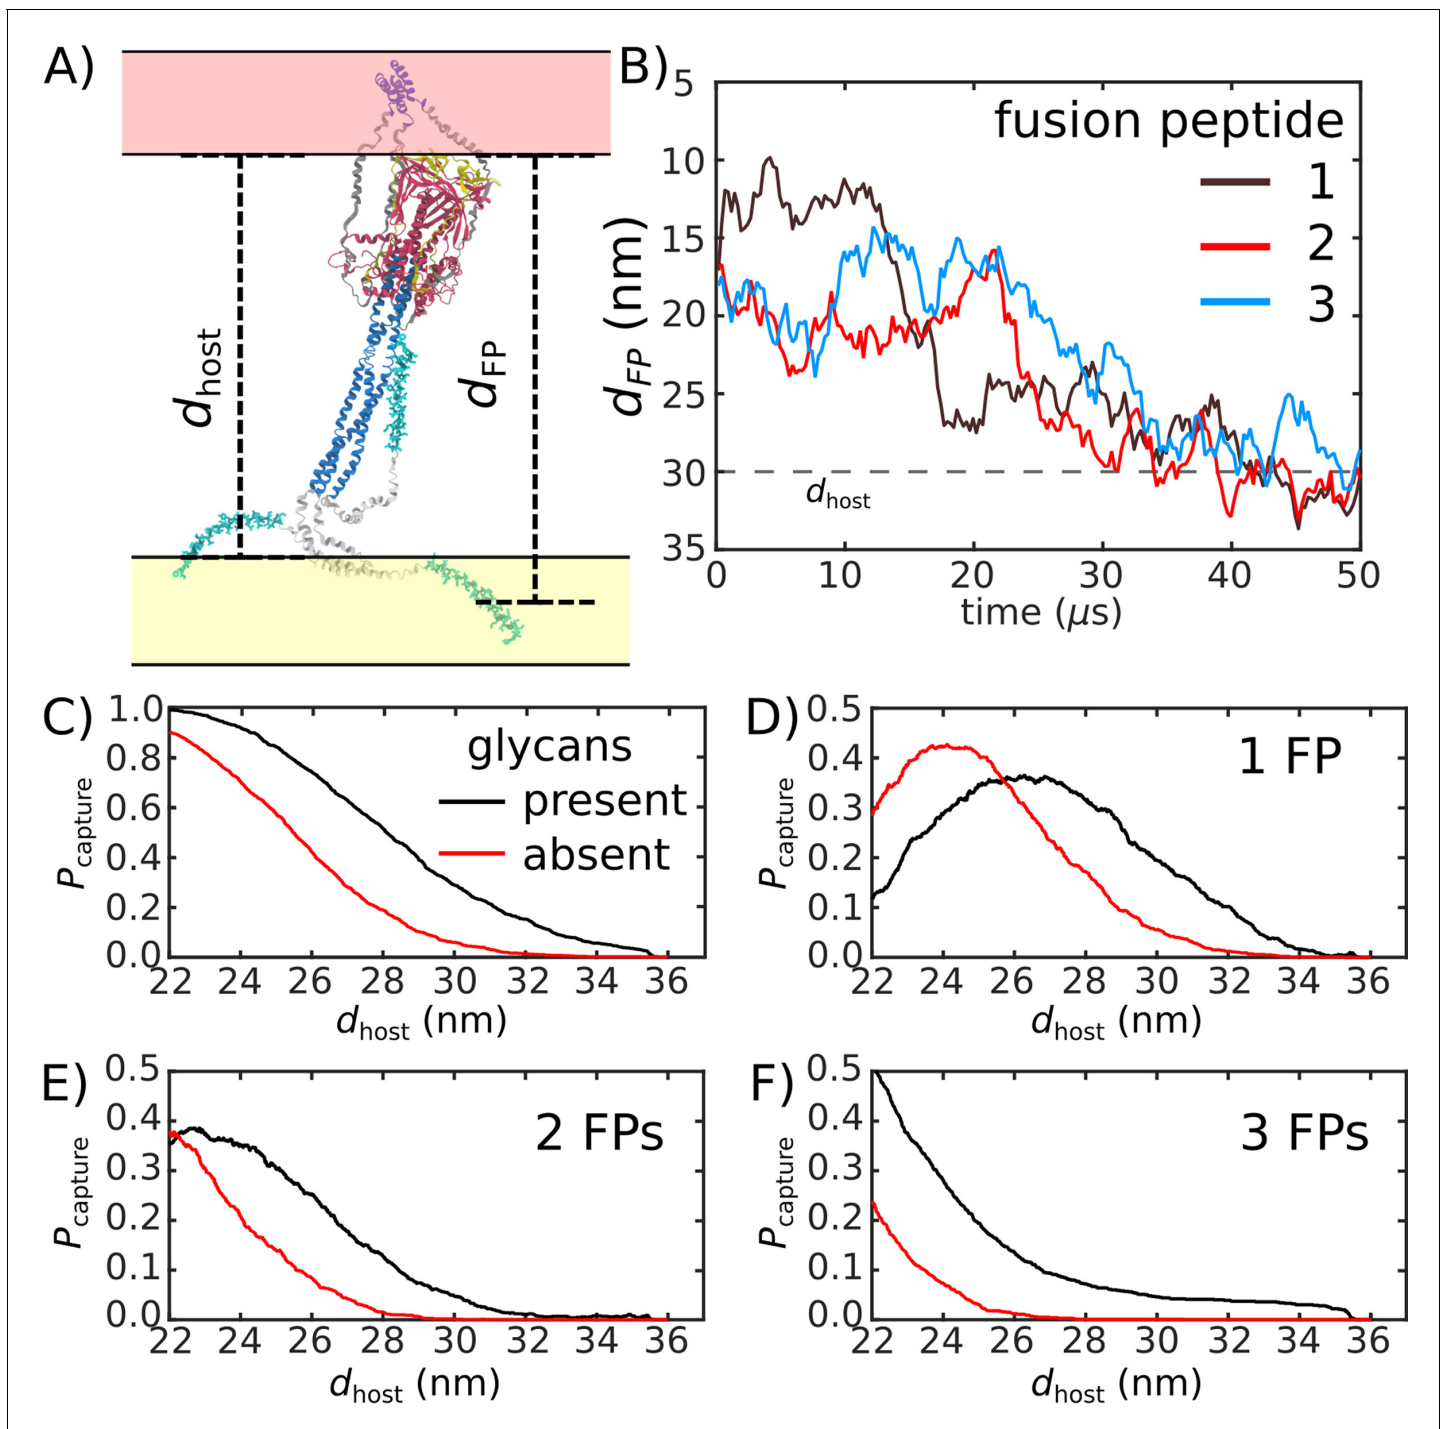 A)
d_host
d_FP
B)
5
10
15
20
25
30
35
d_FP (nm)
fusion peptide
1
2
3
d_host
0 10 20 30 40 50
time (μs)
C)
1.0
0.8
0.6
0.4
0.2
0.0
P_capture
glycans
present
absent
22 24 26 28 30 32 34 36
d_host (nm)
D)
0.5
0.4
0.3
0.2
0.1
0.0
P_capture
1 FP
22 24 26 28 30 32 34 36
d_host (nm)
E)
0.5
0.4
0.3
0.2
0.1
0.0
P_capture
2 FPs
22 24 26 28 30 32 34 36
d_host (nm)
F)
0.5
0.4
0.3
0.2
0.1
0.0
P_capture
3 FPs
22 24 26 28 30 32 34 36
d_host (nm)